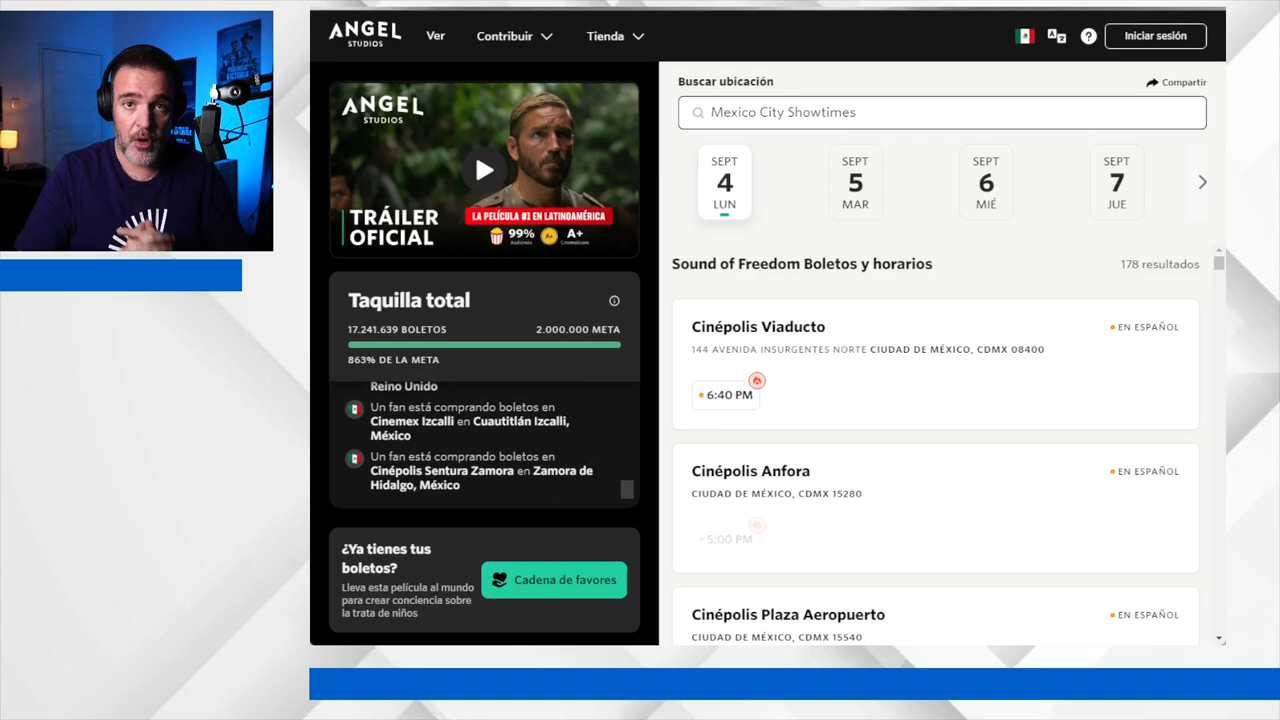 ANGEL
STUDIOS
Ver
Contribuir
Tienda
Iniciar sesión
ANGEL
STUDIOS
TRÁILER
OFICIAL
LA PELÍCULA #1 EN LATINOAMÉRICA
99%
Audiencia
A+
A+
CinemaScore
Taquilla total
17.241.639 BOLETOS
2.000.000 META
863% DE LA META
Reino Unido
Un fan está comprando boletos en
Cinemex Izcalli en Cuautitlán Izcalli,
México
Un fan está comprando boletos en
Cinépolis Sentura Zamora en Zamora de
Hidalgo, México
¿Ya tienes tus
boletos?
Lleva esta película al mundo
para crear conciencia sobre
la trata de niños
Cadena de favores
Buscar ubicación
Compartir
Mexico City Showtimes
SEPT
4
LUN
SEPT
5
MAR
SEPT
6
MIÉ
SEPT
7
JUE
Sound of Freedom Boletos y horarios
178 resultados
Cinépolis Viaducto
EN ESPAÑOL
144 AVENIDA INSURGENTES NORTE CIUDAD DE MÉXICO, CDMX 08400
6:40 PM
Cinépolis Anfora
EN ESPAÑOL
CIUDAD DE MÉXICO, CDMX 15280
5:00 PM
Cinépolis Plaza Aeropuerto
EN ESPAÑOL
CIUDAD DE MÉXICO, CDMX 15540